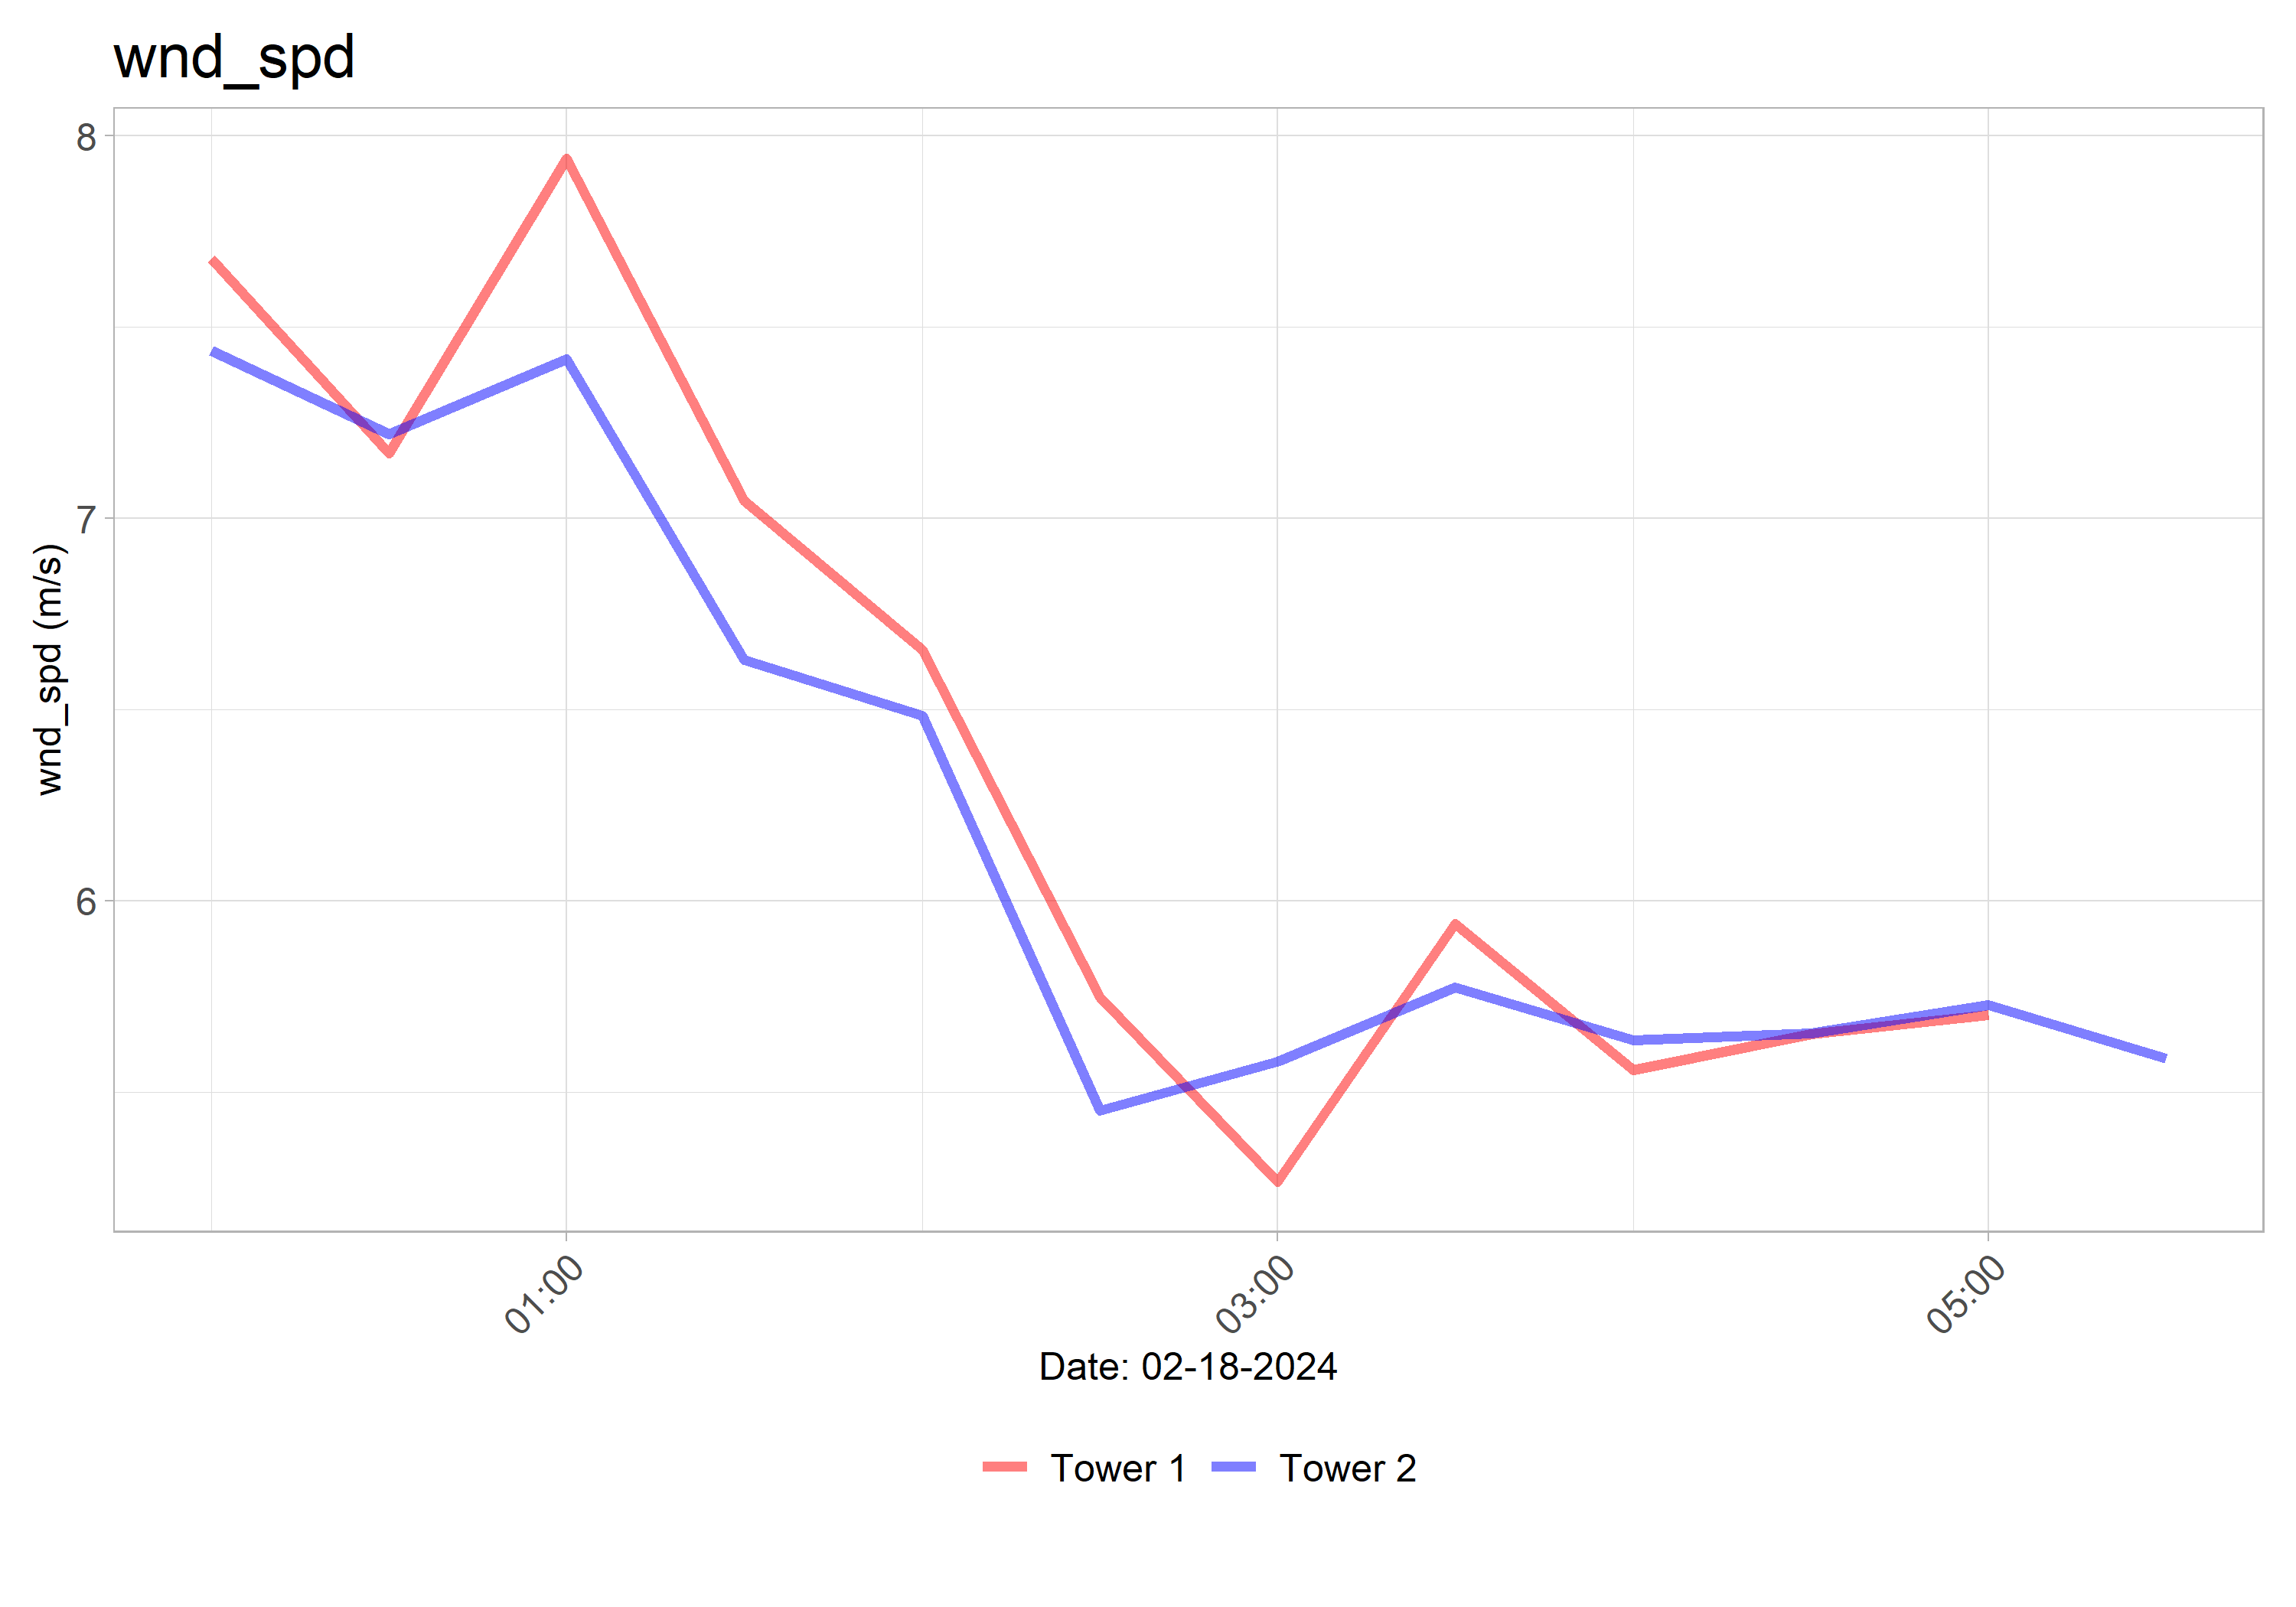 wnd_spd
8
7
6
wnd_spd (m/s)
01:00
03:00
05:00
Date: 02-18-2024
Tower 1
Tower 2